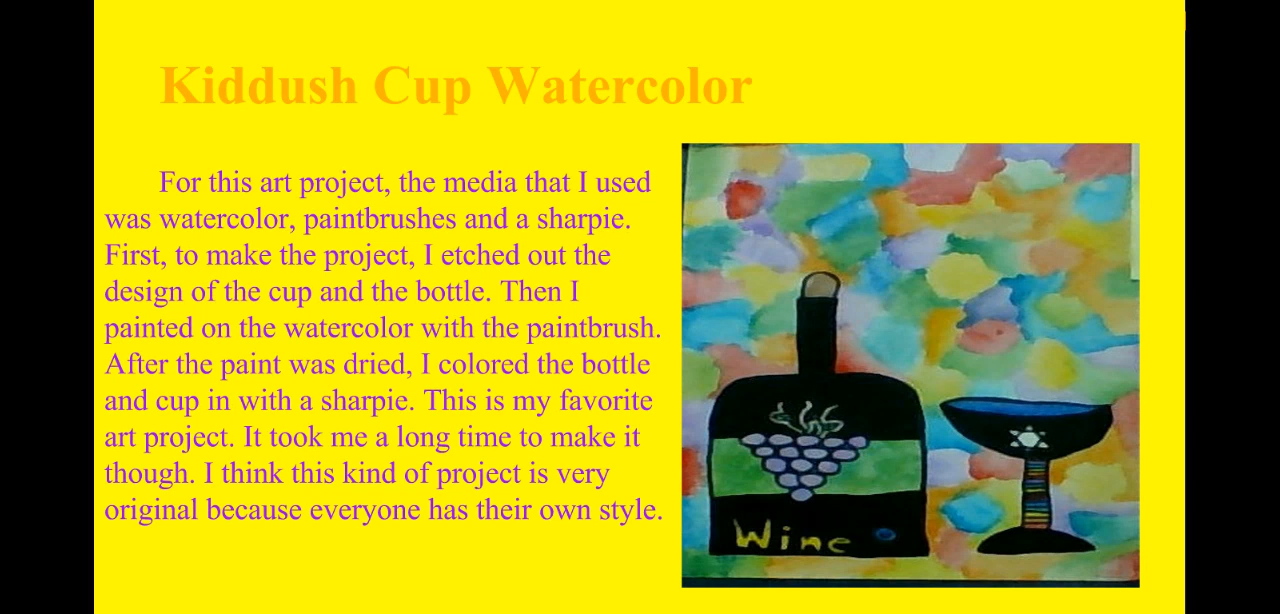 Kiddush Cup Watercolor
For this art project, the media that I used
was watercolor, paintbrushes and a sharpie.
First, to make the project, I etched out the
design of the cup and the bottle. Then I
painted on the watercolor with the paintbrush.
After the paint was dried, I colored the bottle
and cup in with a sharpie. This is my favorite
art project. It took me a long time to make it
though. I think this kind of project is very
original because everyone has their own style.
Wine